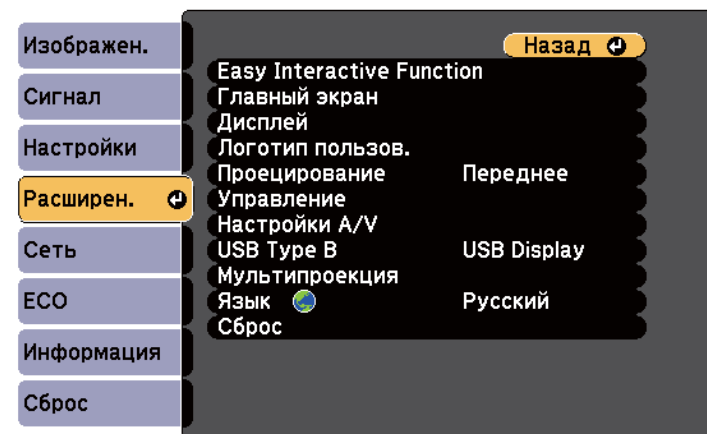 Изображен.
Сигнал
Настройки
Расширен.
Сеть
ECO
Информация
Сброс
Назад
Easy Interactive Function
Главный экран
Дисплей
Логотип пользов.
Проецирование Переднее
Управление
Настройки A/V
USB Type B USB Display
Мультипроекция
Язык Русский
Сброс